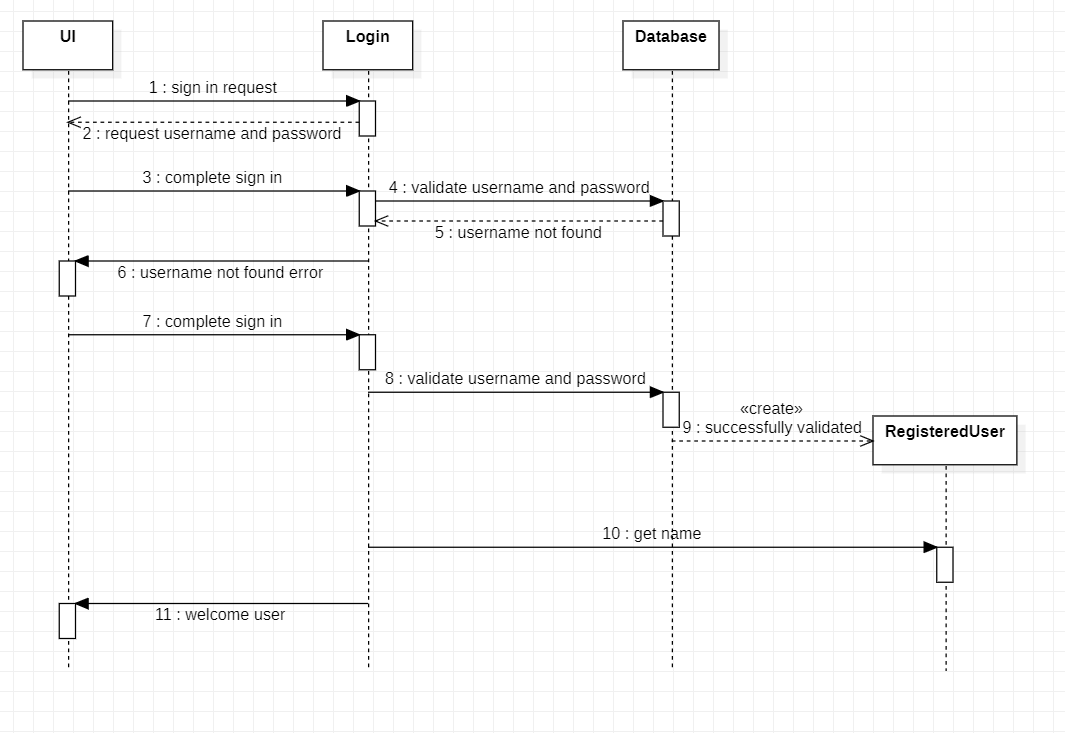 UI
Login
Database
1 : sign in request
2 : request username and password
3 : complete sign in
4 : validate username and password
5 : username not found
6 : username not found error
7 : complete sign in
8 : validate username and password
«create»
9 : successfully validated
RegisteredUser
10 : get name
11 : welcome user